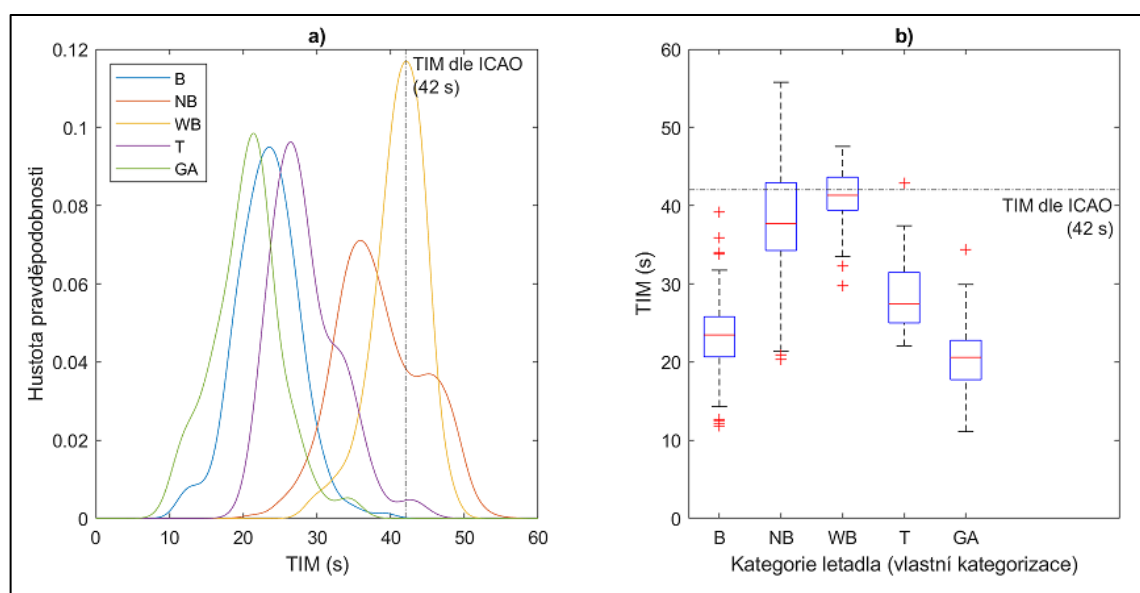 a)
0.12
0.1
0.08
0.06
0.04
0.02
0
Hustota pravděpodobnosti
B
NB
WB
T
GA
TIM dle ICAO
(42 s)
0 10 20 30 40 50 60
TIM (s)
b)
60
50
40
30
20
10
0
TIM (s)
TIM dle ICAO
(42 s)
B NB WB T GA
Kategorie letadla (vlastní kategorizace)